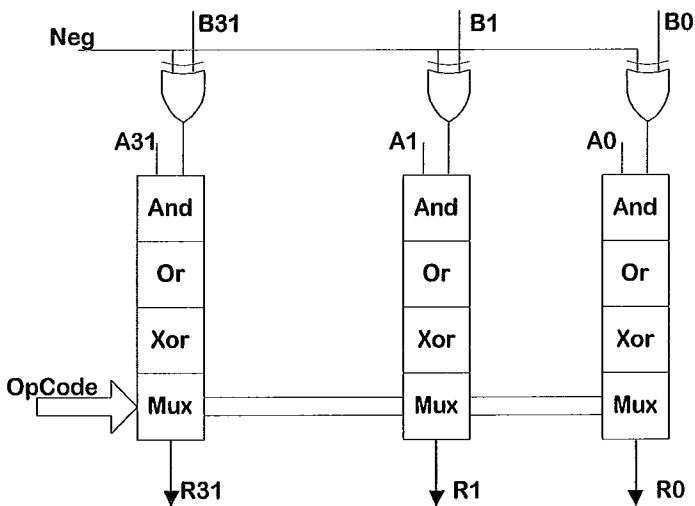 B31
B1
B0
Neg
A31
A1
A0
And
And
And
Or
Or
Or
Xor
Xor
Xor
OpCode
Mux
Mux
Mux
R31
R1
R0